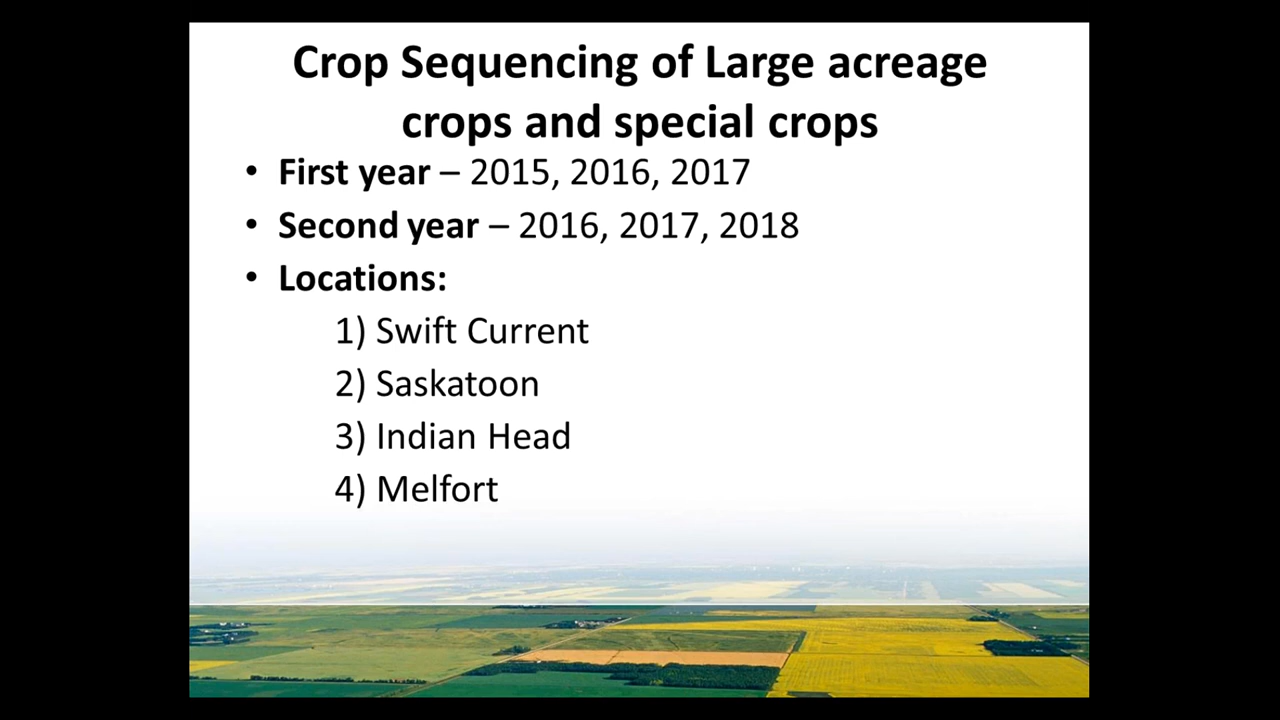 Crop Sequencing of Large acreage
crops and special crops
• First year – 2015, 2016, 2017
• Second year – 2016, 2017, 2018
• Locations:
1) Swift Current
2) Saskatoon
3) Indian Head
4) Melfort